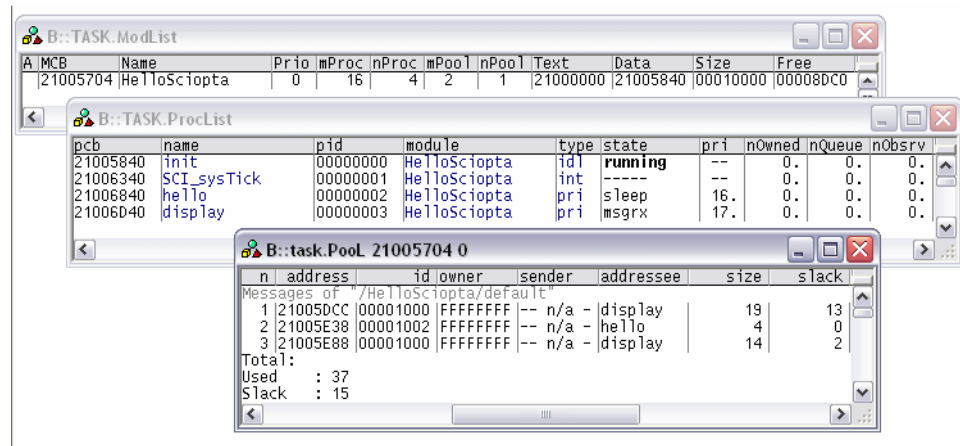 B::TASK.ModList
A MCB Name Prio mProc nProc mPool nPool Text Data Size Free
21005704 HelloSciopta 0 16 4 2 1 21000000 21005840 00010000 00008DC0
B::TASK.ProcList
pcb name pid module type state pri nOwned nQueue nObsrv
21005840 init 00000000 HelloSciopta idl running -- 0. 0. 0.
21006340 SCI_sysTick 00000001 HelloSciopta int ----- -- 0. 0. 0.
21006840 hello 00000002 HelloSciopta pri sleep 16. 0. 0. 0.
21006D40 display 00000003 HelloSciopta pri msgrx 17. 0. 0. 0.
B::task.PooL 21005704 0
n address id owner sender addressee size slack
Messages of "/HelloSciopta/default"
1 21005DCC 00001000 FFFFFFFF -- n/a - display 19 13
2 21005E38 00001002 FFFFFFFF -- n/a - hello 4 0
3 21005E88 00001000 FFFFFFFF -- n/a - display 14 2
Total:
Used : 37
Slack : 15